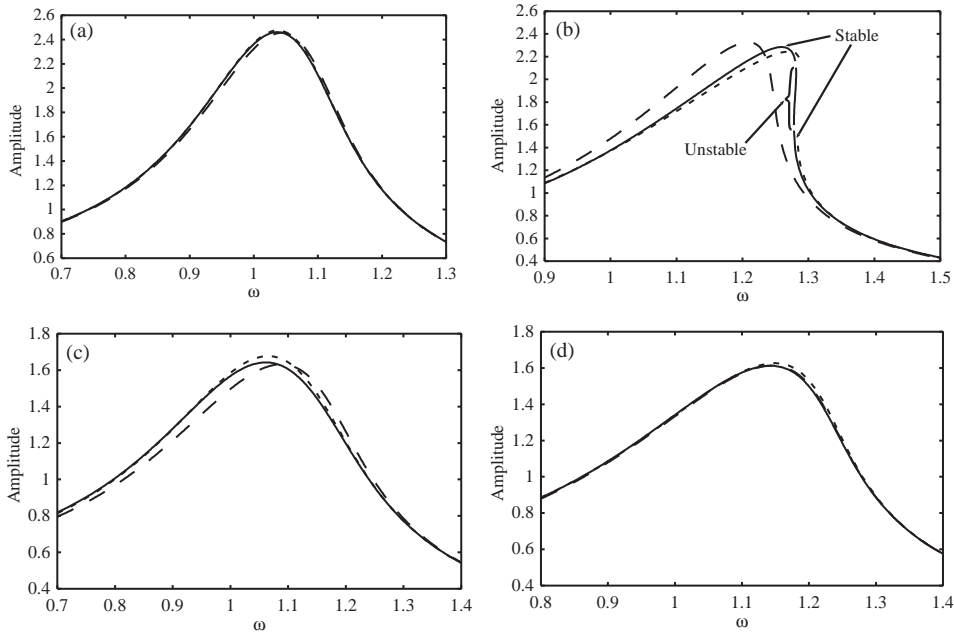 (a)
Amplitude
2.6
2.4
2.2
2
1.8
1.6
1.4
1.2
1
0.8
0.6
0.7 0.8 0.9 1 1.1 1.2 1.3
ω
(b)
Amplitude
2.6
2.4
2.2
2
1.8
1.6
1.4
1.2
1
0.8
0.6
0.4
Stable
Unstable
0.9 1 1.1 1.2 1.3 1.4 1.5
ω
(c)
Amplitude
1.8
1.6
1.4
1.2
1
0.8
0.6
0.4
0.7 0.8 0.9 1 1.1 1.2 1.3 1.4
ω
(d)
Amplitude
1.8
1.6
1.4
1.2
1
0.8
0.6
0.4
0.8 0.9 1 1.1 1.2 1.3 1.4
ω